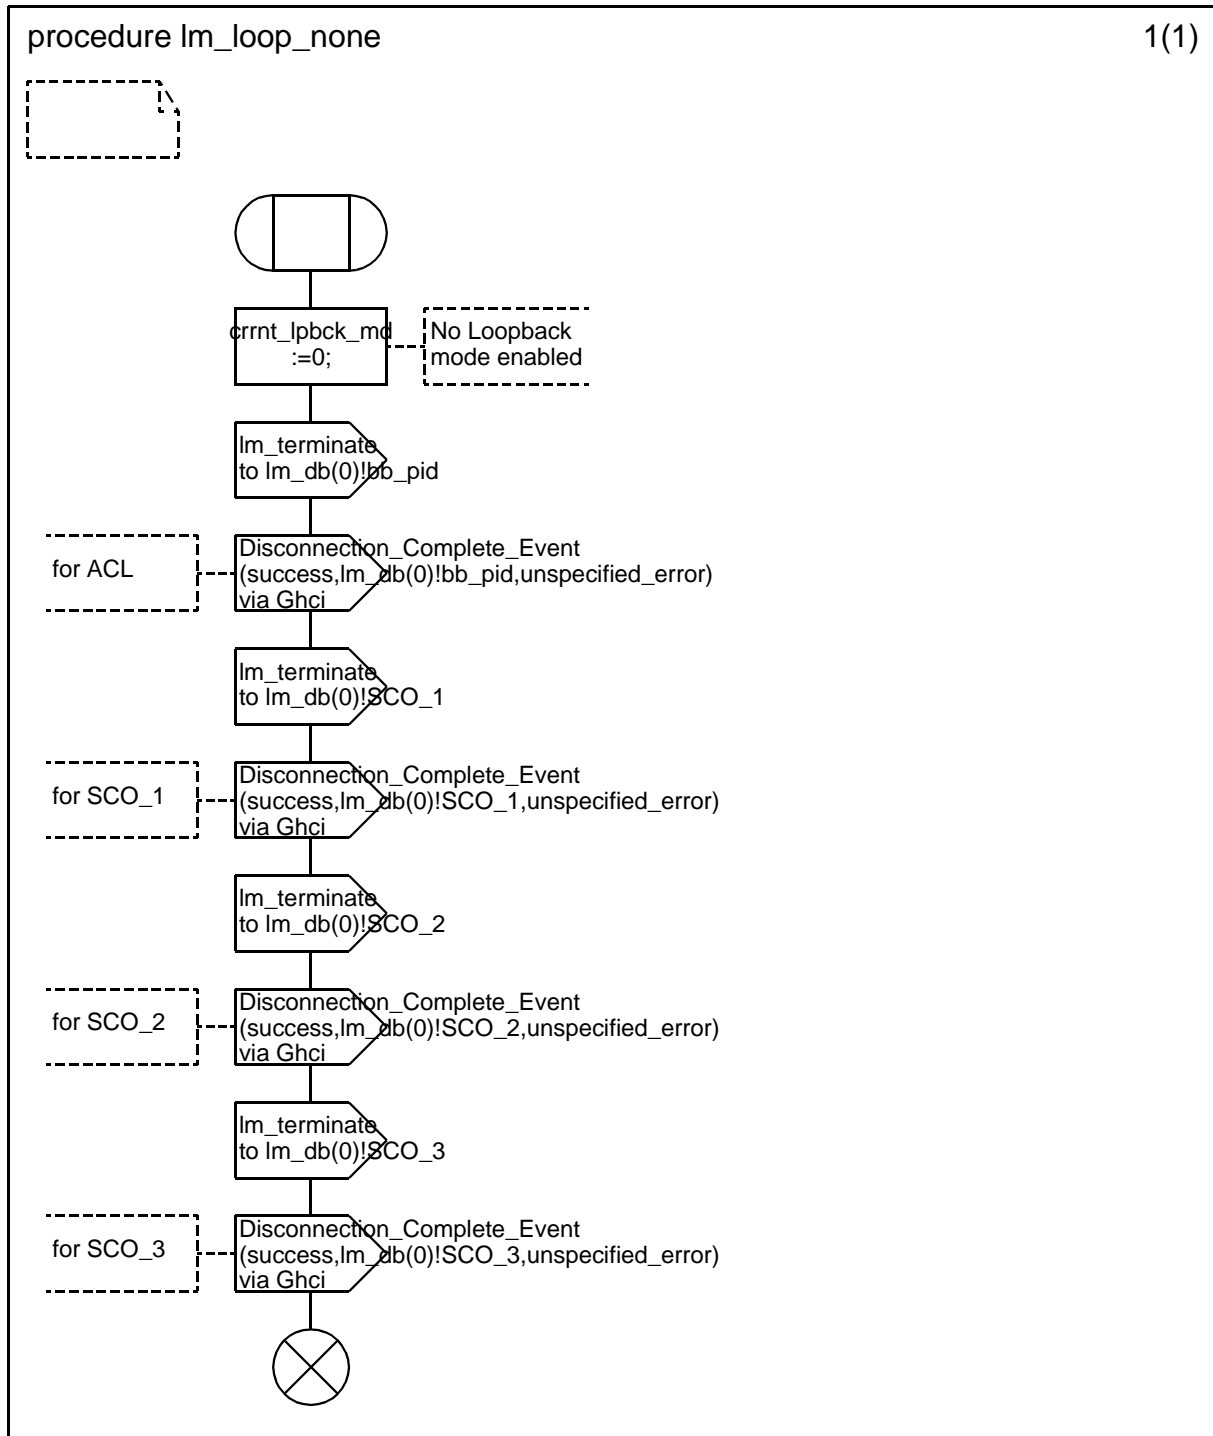 procedure lm_loop_none
1(1)
crrnt_lpbck_md
:=0;
No Loopback
mode enabled
lm_terminate
to lm_db(0)!bb_pid
for ACL
Disconnection_Complete_Event
(success,lm_db(0)!bb_pid,unspecified_error)
via Ghci
lm_terminate
to lm_db(0)!SCO_1
for SCO_1
Disconnection_Complete_Event
(success,lm_db(0)!SCO_1,unspecified_error)
via Ghci
lm_terminate
to lm_db(0)!SCO_2
for SCO_2
Disconnection_Complete_Event
(success,lm_db(0)!SCO_2,unspecified_error)
via Ghci
lm_terminate
to lm_db(0)!SCO_3
for SCO_3
Disconnection_Complete_Event
(success,lm_db(0)!SCO_3,unspecified_error)
via Ghci